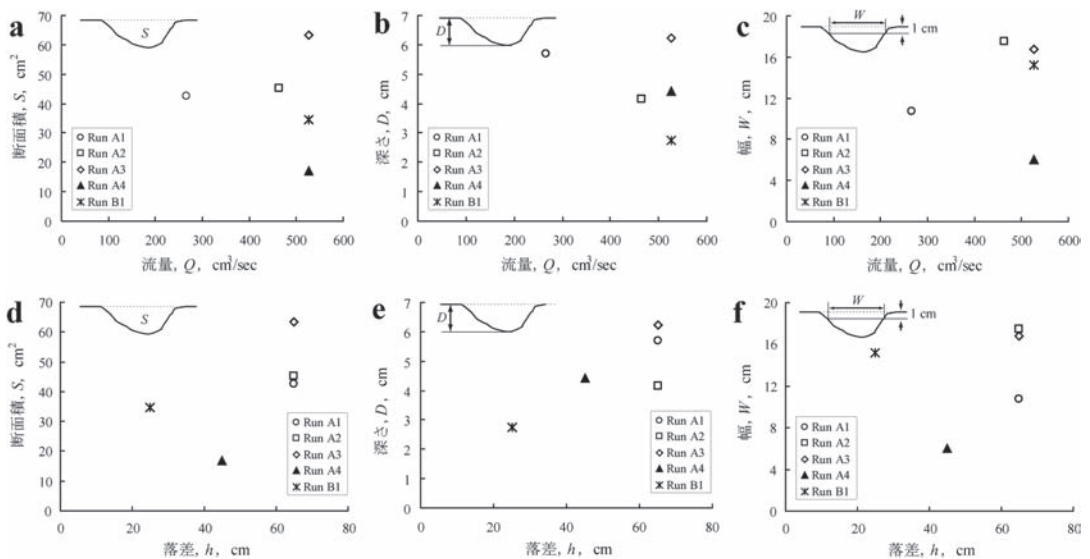 a
断面積, S, cm²
70
60
50
40
30
20
10
0
S
Run A1
Run A2
Run A3
Run A4
Run B1
0 100 200 300 400 500 600
流量, Q, cm³/sec
b
深さ, D, cm
7
6
5
4
3
2
1
0
D
Run A1
Run A2
Run A3
Run A4
Run B1
0 100 200 300 400 500 600
流量, Q, cm³/sec
c
幅, W, cm
20
16
12
8
4
0
W
1 cm
Run A1
Run A2
Run A3
Run A4
Run B1
0 100 200 300 400 500 600
流量, Q, cm³/sec
d
断面積, S, cm²
70
60
50
40
30
20
10
0
S
Run A1
Run A2
Run A3
Run A4
Run B1
0 20 40 60 80
落差, h, cm
e
深さ, D, cm
7
6
5
4
3
2
1
0
D
Run A1
Run A2
Run A3
Run A4
Run B1
0 20 40 60 80
落差, h, cm
f
幅, W, cm
20
16
12
8
4
0
W
1 cm
Run A1
Run A2
Run A3
Run A4
Run B1
0 20 40 60 80
落差, h, cm